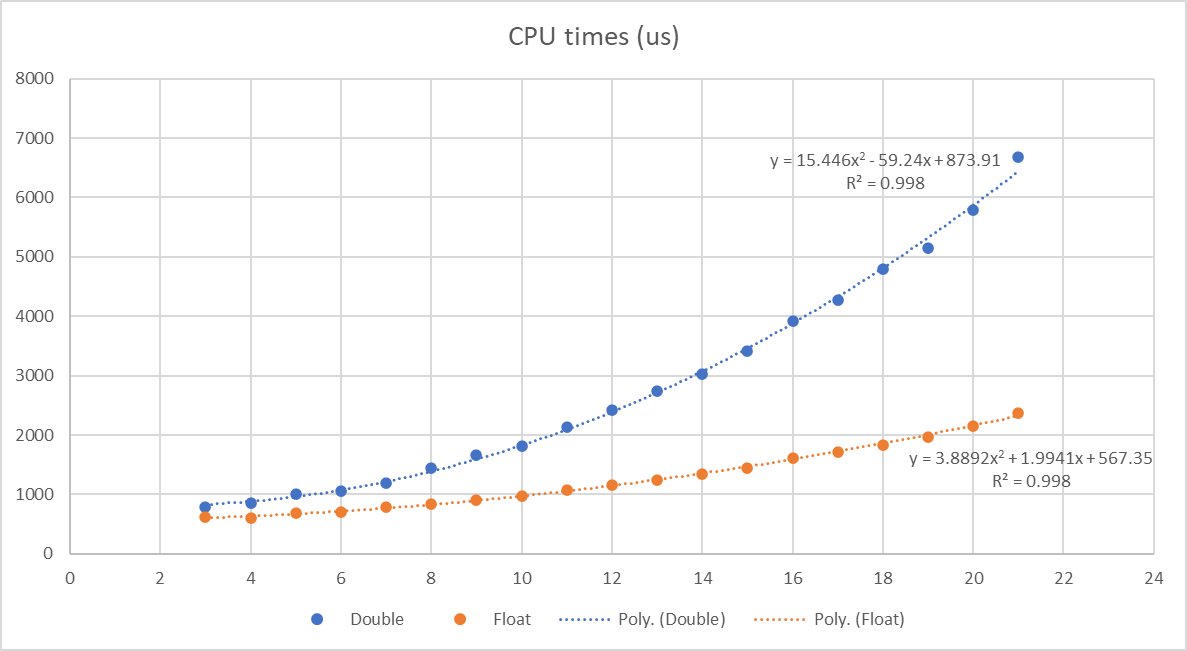 CPU times (us)
8000
7000
6000
5000
4000
3000
2000
1000
0
y = 15.446x² - 59.24x + 873.91
R² = 0.998
y = 3.8892x² + 1.9941x + 567.35
R² = 0.998
0 2 4 6 8 10 12 14 16 18 20 22 24
Double Float Poly. (Double) Poly. (Float)